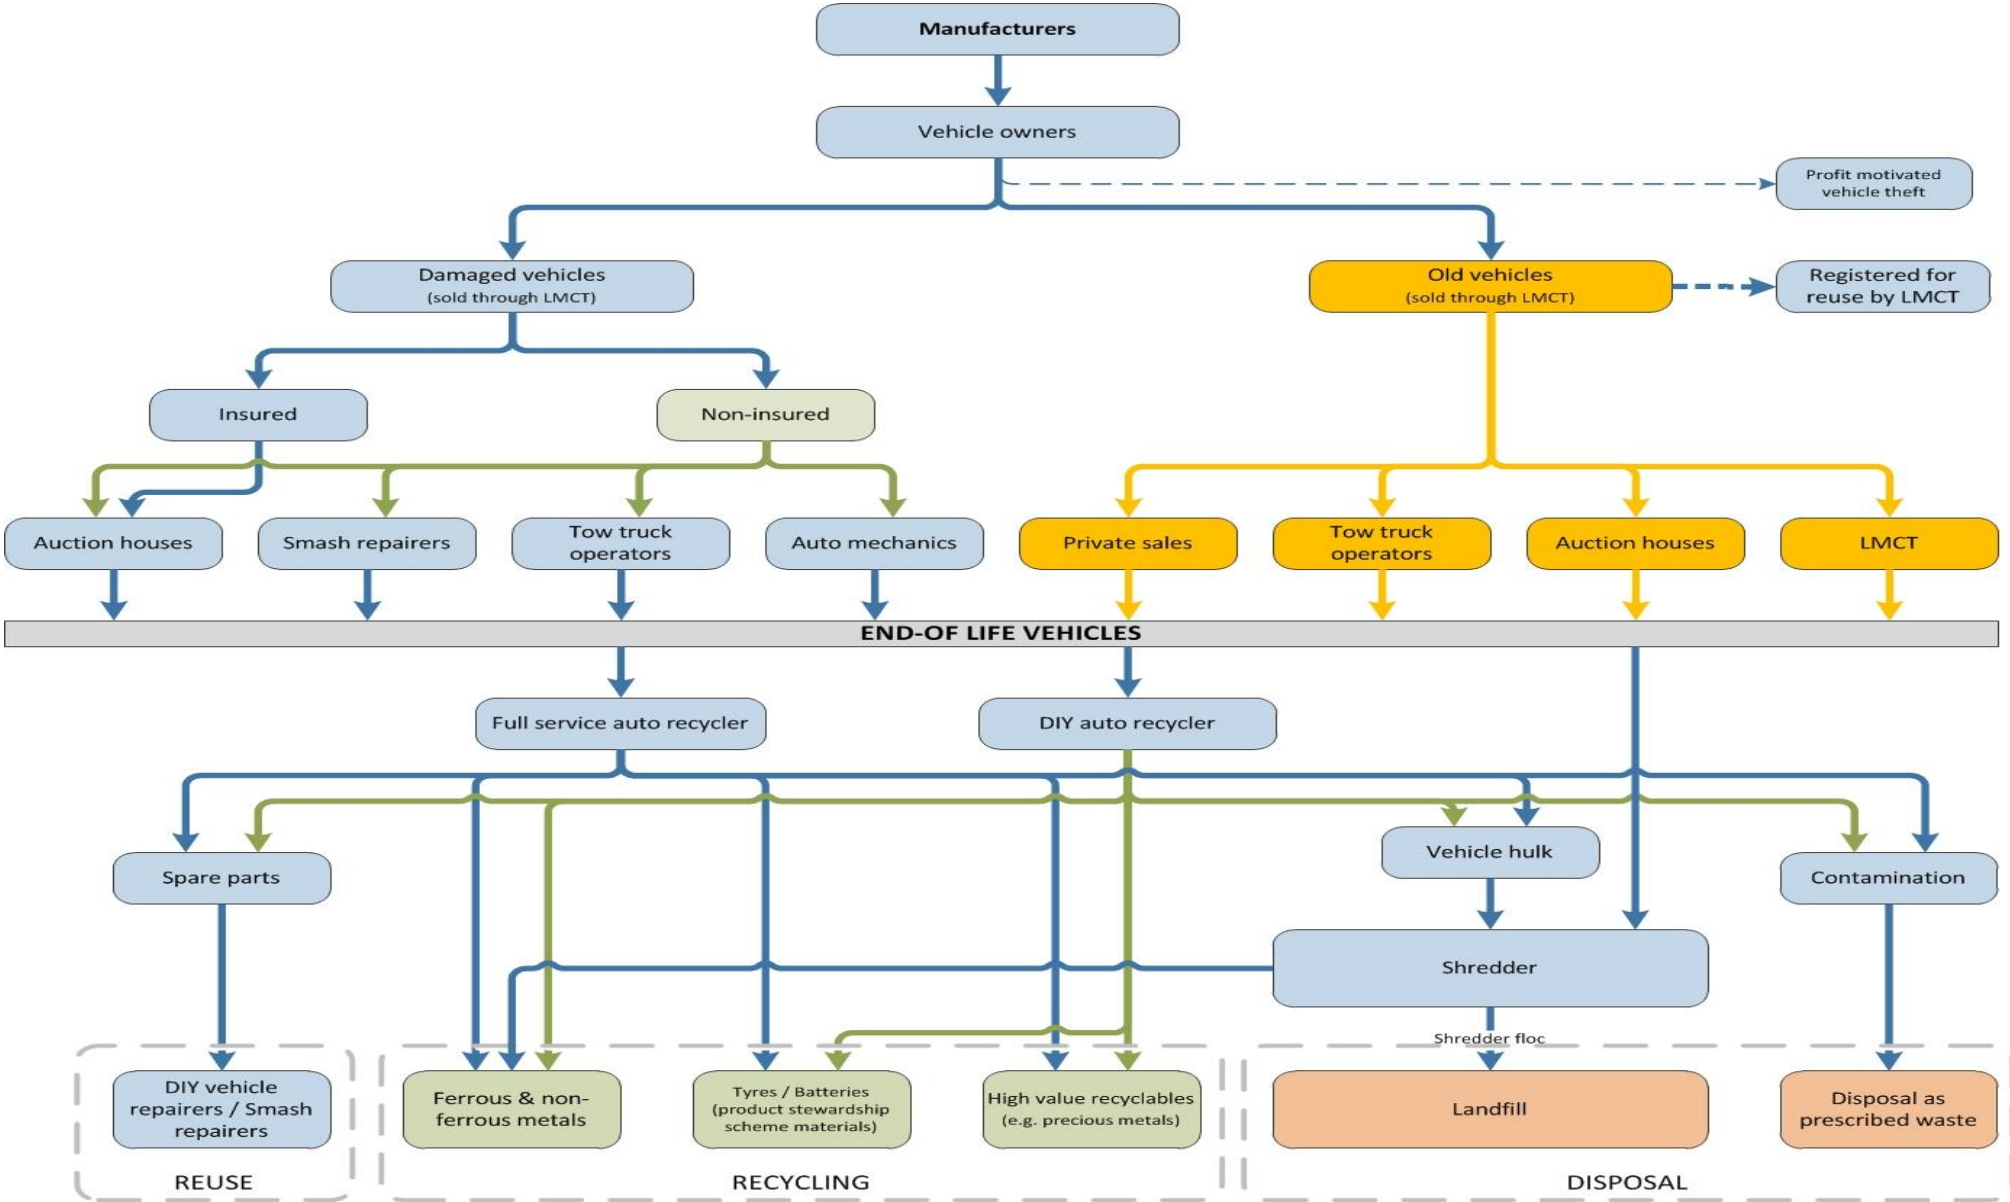 Manufacturers
Vehicle owners
Profit motivated
vehicle theft
Damaged vehicles
(sold through LMCT)
Old vehicles
(sold through LMCT)
Registered for
reuse by LMCT
Insured
Non-insured
Auction houses
Smash repairers
Tow truck
operators
Auto mechanics
Private sales
Tow truck
operators
Auction houses
LMCT
END-OF LIFE VEHICLES
Full service auto recycler
DIY auto recycler
Vehicle hulk
Spare parts
Contamination
Shredder
Shredder floc
DIY vehicle
repairers / Smash
repairers
Ferrous & non-
ferrous metals
Tyres / Batteries
(product stewardship
scheme materials)
High value recyclables
(e.g. precious metals)
Landfill
Disposal as
prescribed waste
REUSE
RECYCLING
DISPOSAL